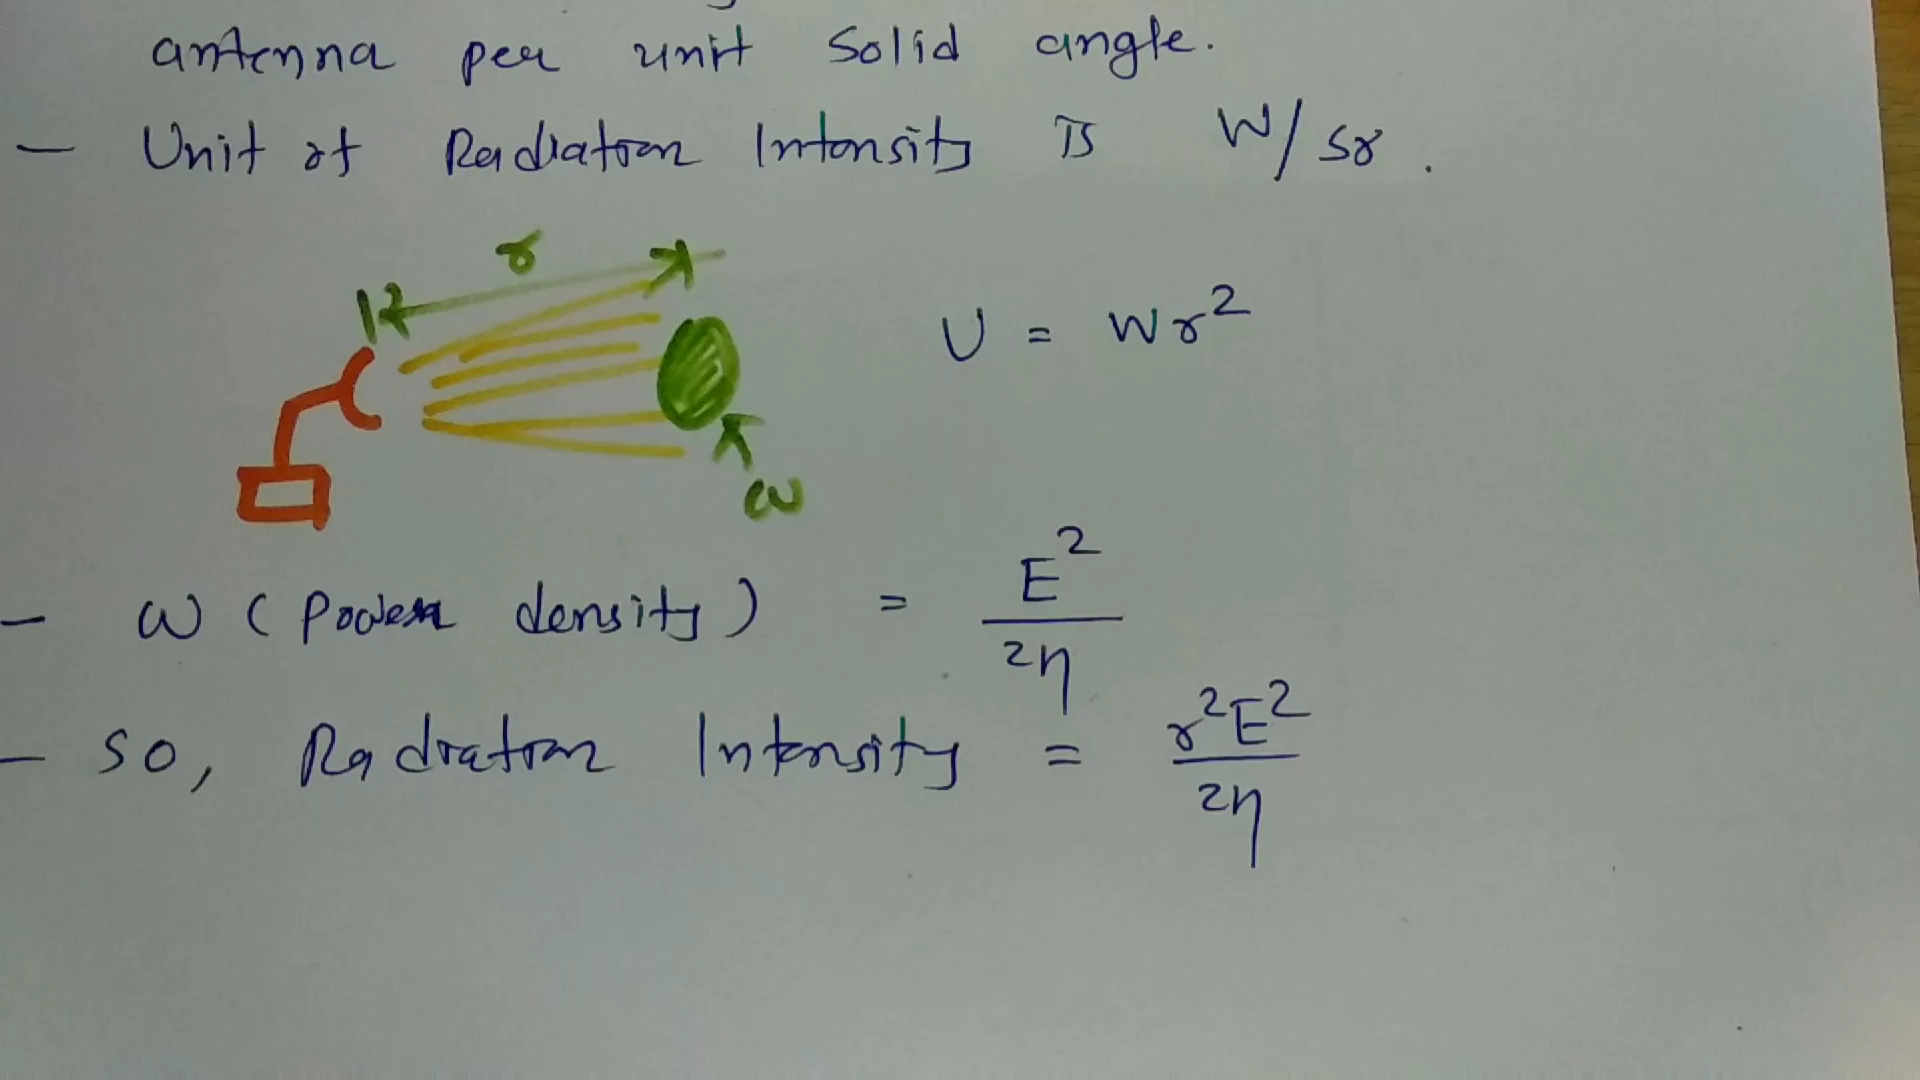 antenna per unit solid angle.
- Unit of Radiation Intensity is W/sr.
r
U = Wr²
W
- W (Power density) = E²/2η
- So, Radiation Intensity = r²E²/2η